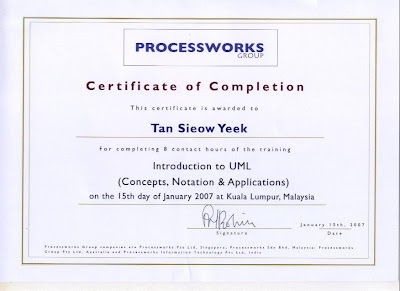 PROCESSWORKS
GROUP
Certificate of Completion
This certificate is awarded to
Tan Sieow Yeek
for completing 8 contact hours of the training
Introduction to UML
(Concepts, Notation & Applications)
on the 15th day of January 2007 at Kuala Lumpur, Malaysia
January 15th, 2007
Signature Date
Processworks Group companies are Processworks Pte Ltd, Singapore, Processworks Sdn Bhd, Malaysia, Processworks
Group Pty Ltd, Australia and Processworks Information Technology Pvt Ltd, India